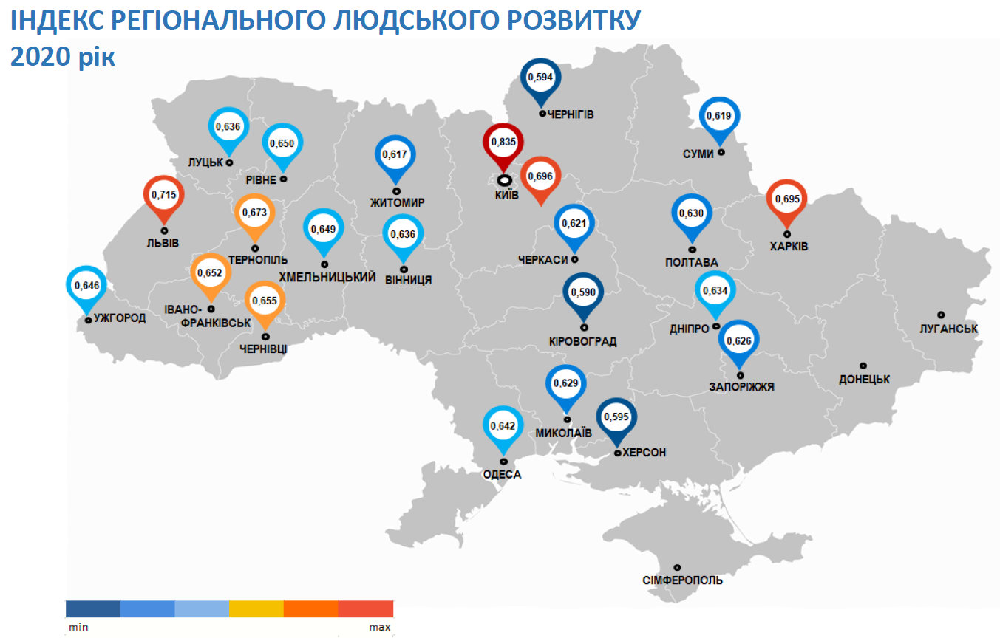 ІНДЕКС РЕГІОНАЛЬНОГО ЛЮДСЬКОГО РОЗВИТКУ
2020 рік
0,594
ЧЕРНІГІВ
0,619
СУМИ
0,636
ЛУЦЬК
0,650
РІВНЕ
0,617
ЖИТОМИР
0,835
КИЇВ
0,696
0,715
ЛЬВІВ
0,673
ТЕРНОПІЛЬ
0,649
ХМЕЛЬНИЦЬКИЙ
0,636
ВІННИЦЯ
0,621
ЧЕРКАСИ
0,630
ПОЛТАВА
0,695
ХАРКІВ
0,646
УЖГОРОД
0,652
ІВАНО-
ФРАНКІВСЬК
0,655
ЧЕРНІВЦІ
0,590
КІРОВОГРАД
0,634
ДНІПРО
0,626
ЗАПОРІЖЖЯ
ЛУГАНСЬК
ДОНЕЦЬК
0,629
МИКОЛАЇВ
0,595
ХЕРСОН
0,642
ОДЕСА
СІМФЕРОПОЛЬ
min max